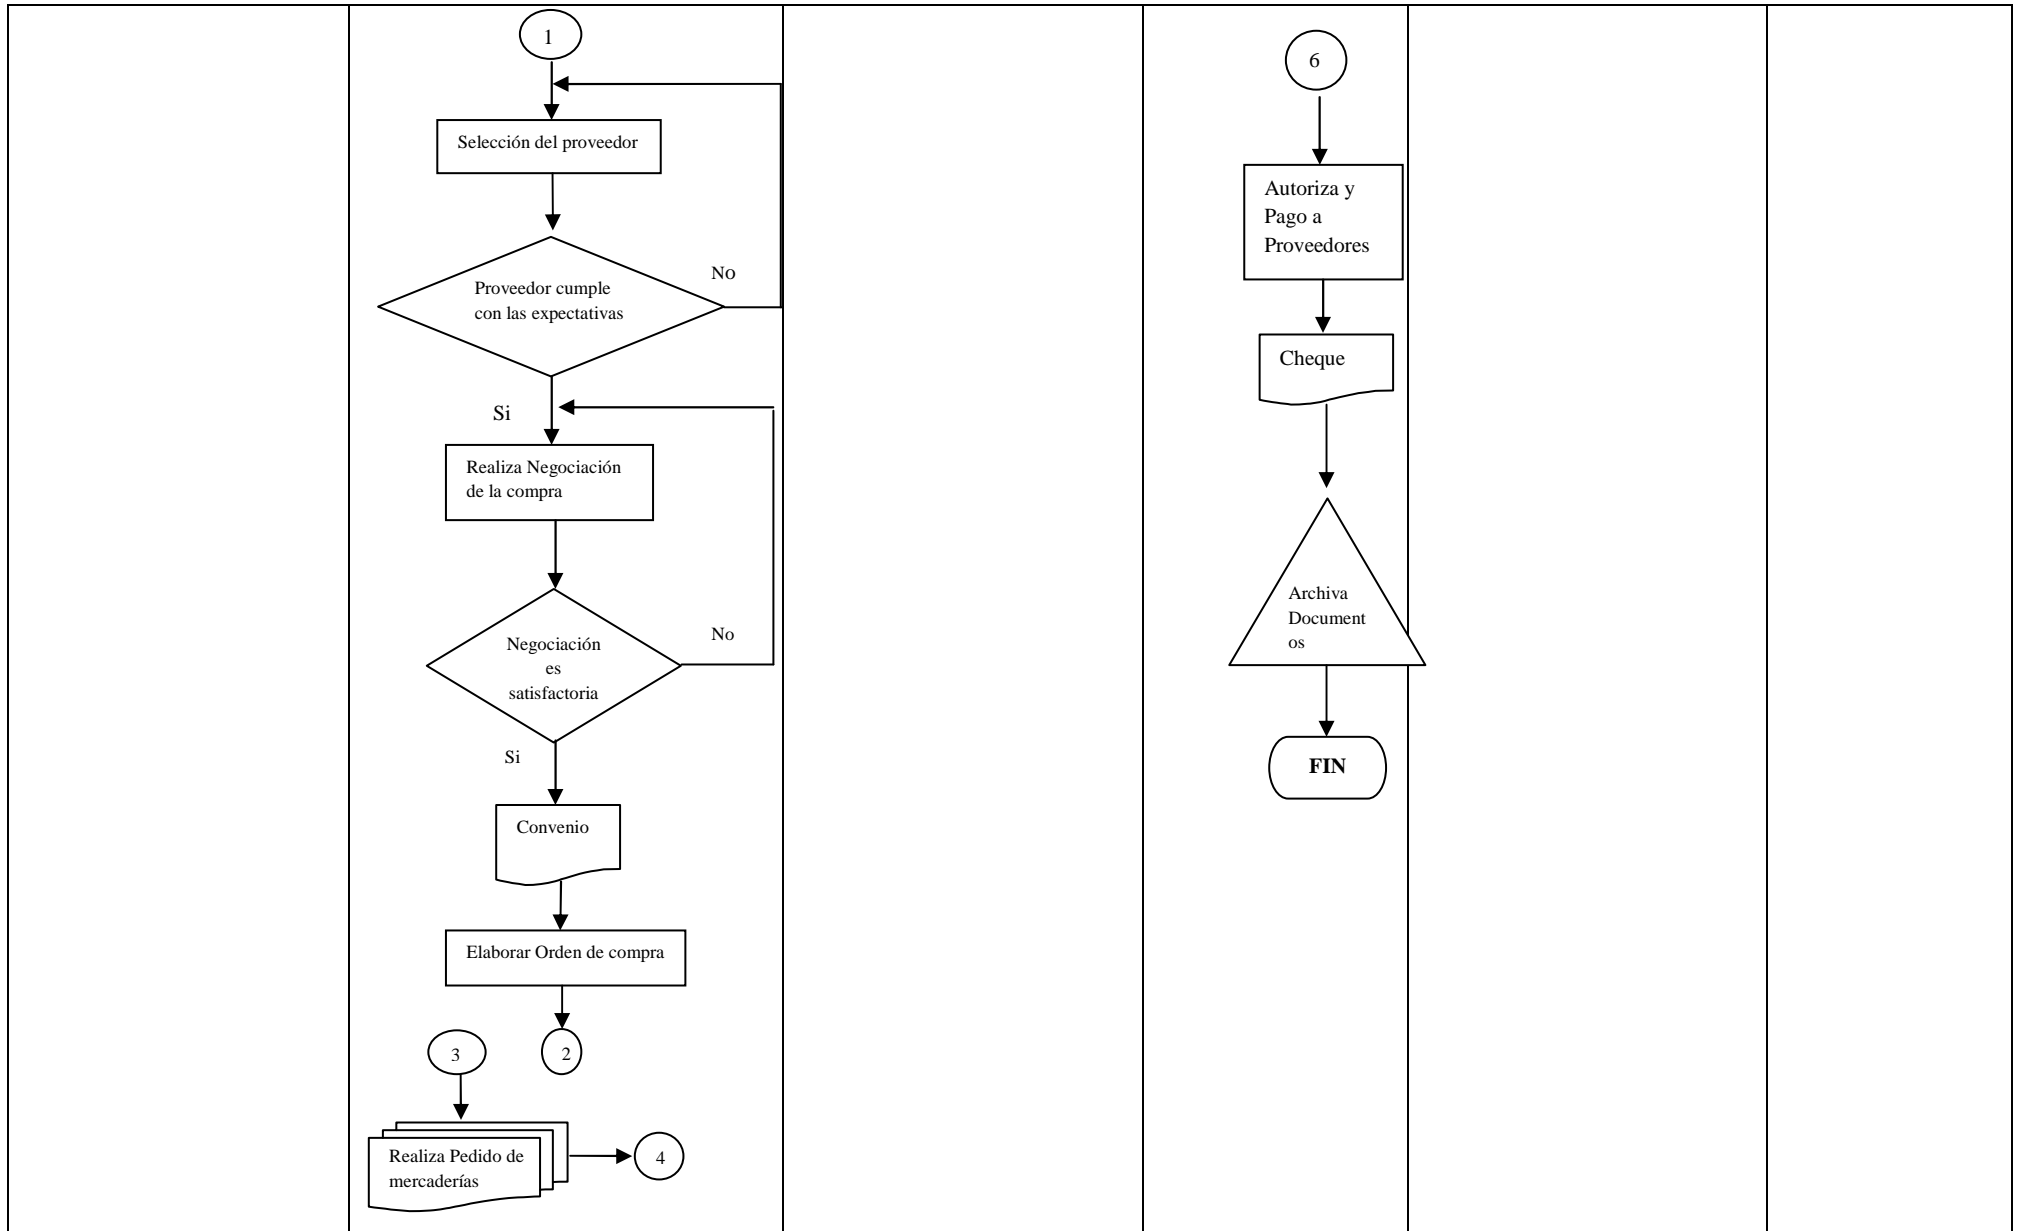 1
Selección del proveedor
Proveedor cumple
con las expectativas
No
Si
Realiza Negociación
de la compra
Negociación
es
satisfactoria
No
Si
Convenio
Elaborar Orden de compra
2
3
Realiza Pedido de
mercaderías
4
6
Autoriza y
Pago a
Proveedores
Cheque
Archiva
Document
os
FIN